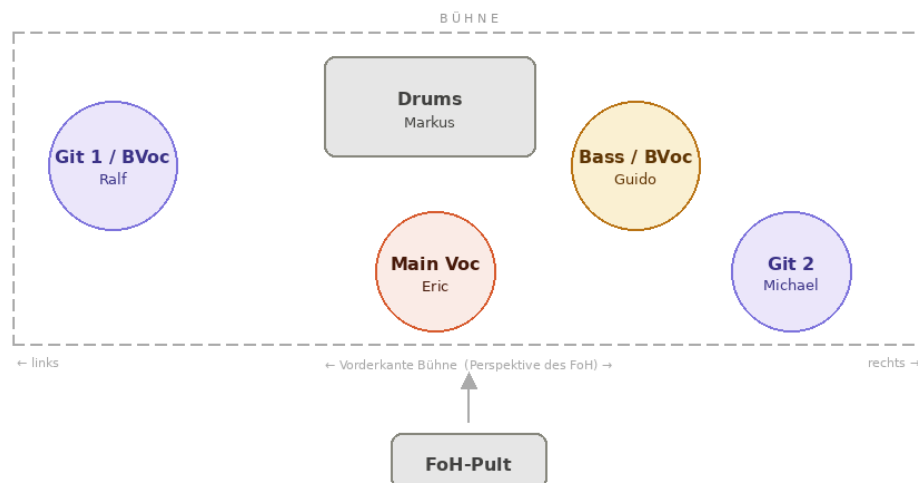 BÜHNE
Drums
Markus
Git 1 / BVoc
Ralf
Bass / BVoc
Guido
Main Voc
Eric
Git 2
Michael
← links
← Vorderkante Bühne (Perspektive des FoH) →
rechts →
FoH-Pult